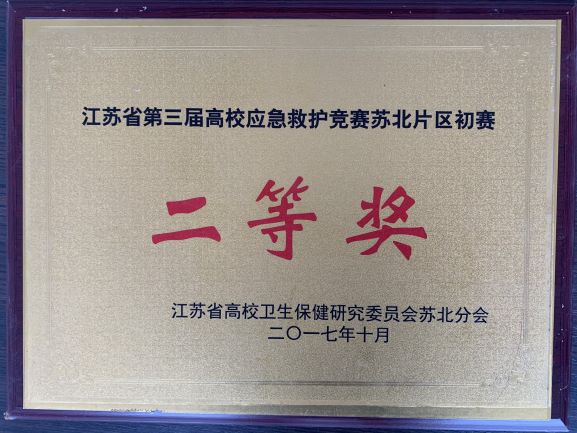 江苏省第三届高校应急救护竞赛苏北片区初赛
二等奖
江苏省高校卫生保健研究委员会苏北分会
二〇一七年十月